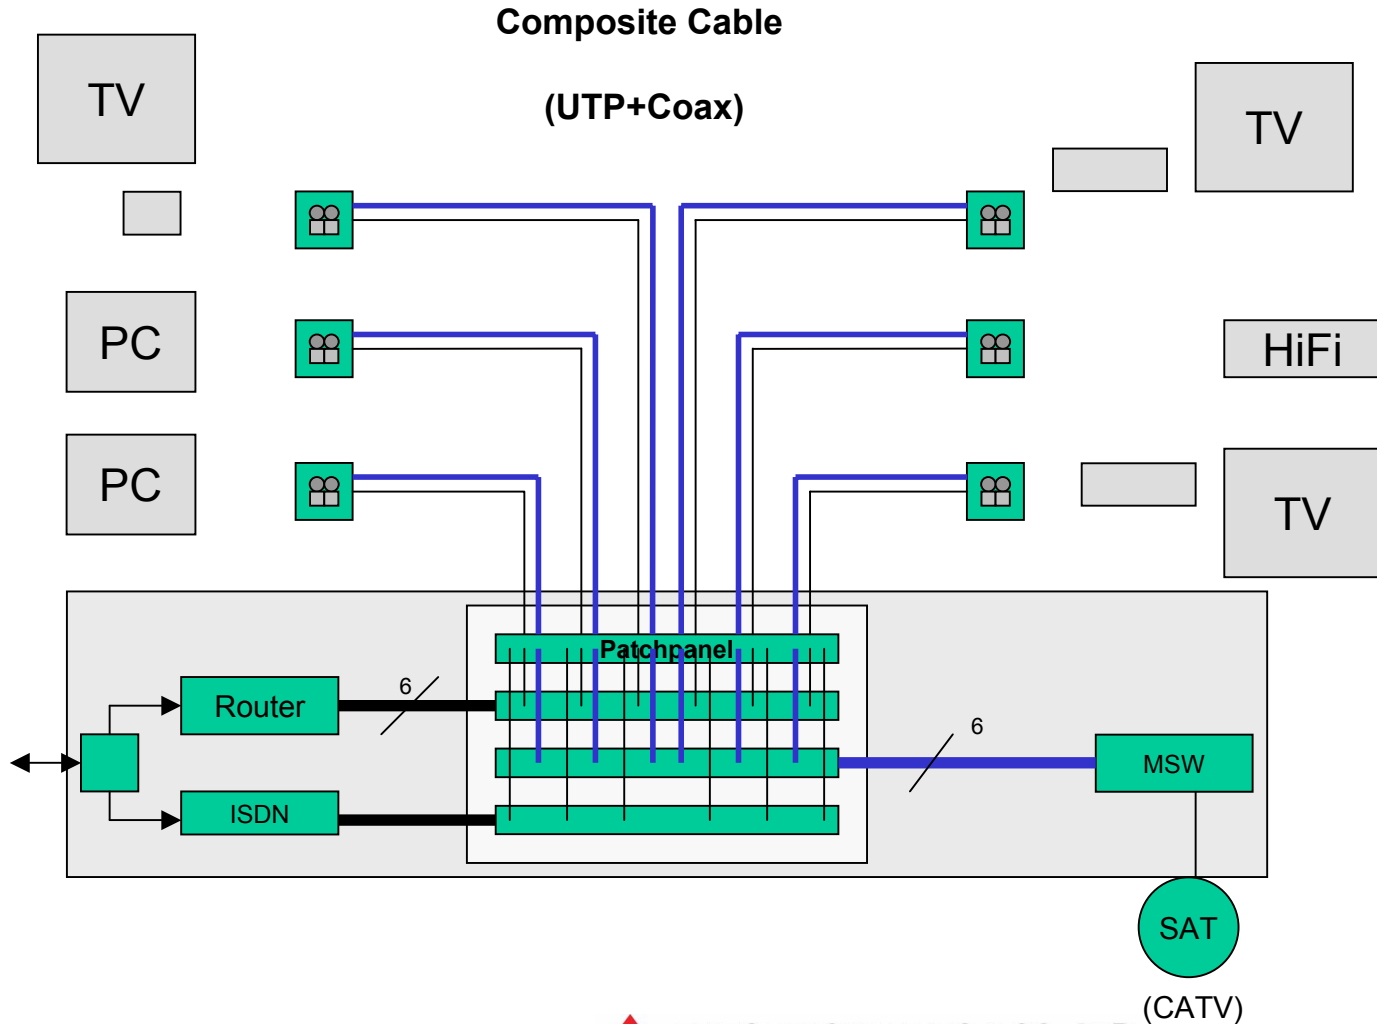 Composite Cable
(UTP+Coax)
TV
TV
PC
HiFi
PC
TV
Patchpanel
Router
6
6
MSW
ISDN
SAT
(CATV)